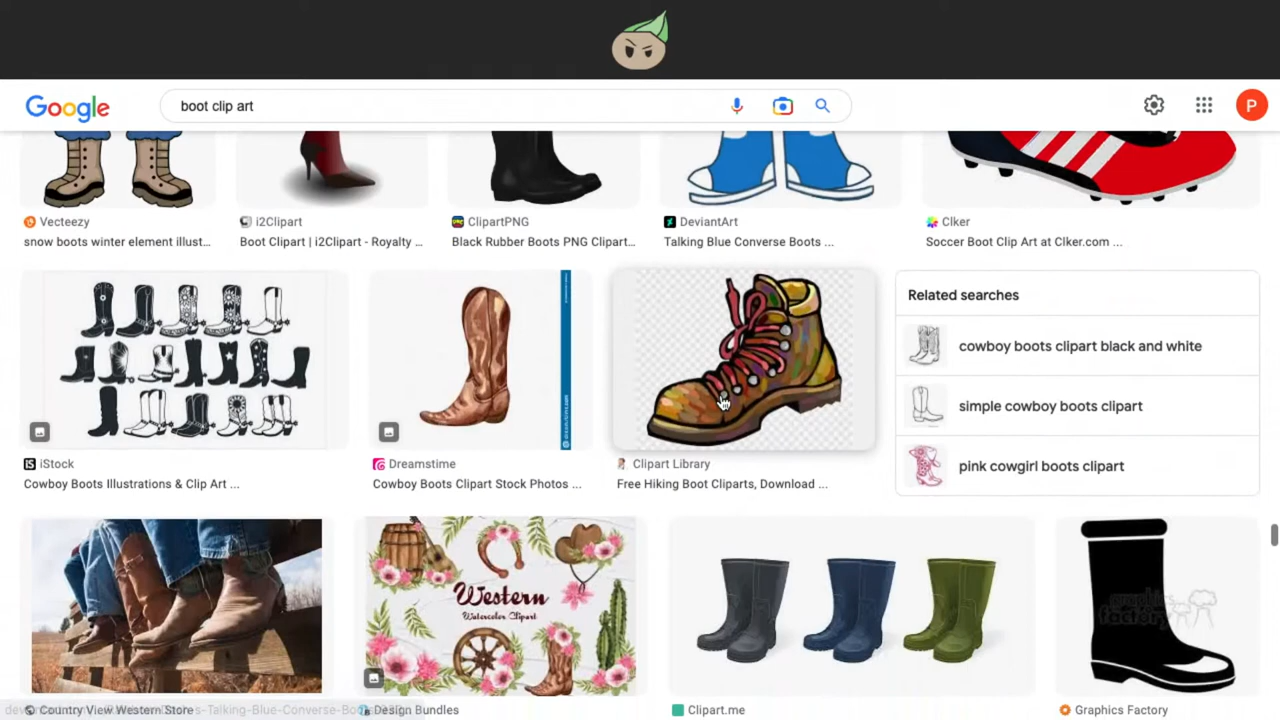 Google
boot clip art
P
Vecteezy
snow boots winter element illust...
i2Clipart
Boot Clipart | i2Clipart - Royalty ...
ClipartPNG
Black Rubber Boots PNG Clipart...
DeviantArt
Talking Blue Converse Boots ...
Clker
Soccer Boot Clip Art at Clker.com ...
iStock
Cowboy Boots Illustrations & Clip Art ...
Dreamstime
Cowboy Boots Clipart Stock Photos ...
Clipart Library
Free Hiking Boot Cliparts, Download ...
Related searches
cowboy boots clipart black and white
simple cowboy boots clipart
pink cowgirl boots clipart
Western
Watercolor Clipart
graphics
factory
Country View Western Store
Design Bundles
Clipart.me
Graphics Factory